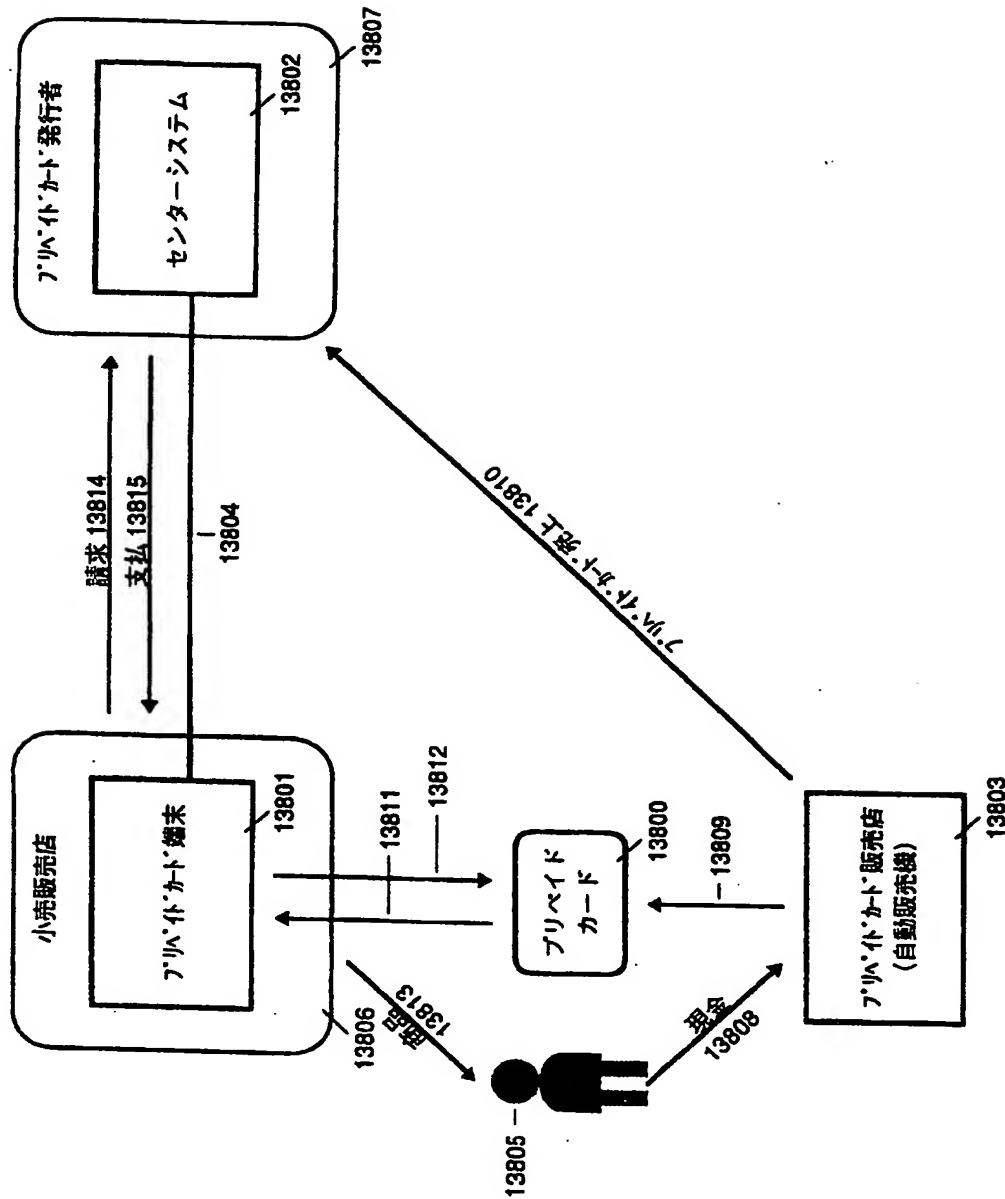 小売販売店
ﾌﾟﾘﾍﾟｲﾄﾞｶｰﾄﾞ端末
13801
13806
請求 13814
支払 13815
13804
ﾌﾟﾘﾍﾟｲﾄﾞｶｰﾄﾞ発行者
センターシステム
13802
13807
13811
13812
商品
13813
13805
プリペイド
カード
13800
13809
現金
13808
ﾌﾟﾘﾍﾟｲﾄﾞｶｰﾄﾞ売上 13810
ﾌﾟﾘﾍﾟｲﾄﾞｶｰﾄﾞ販売店
(自動販売機)
13803